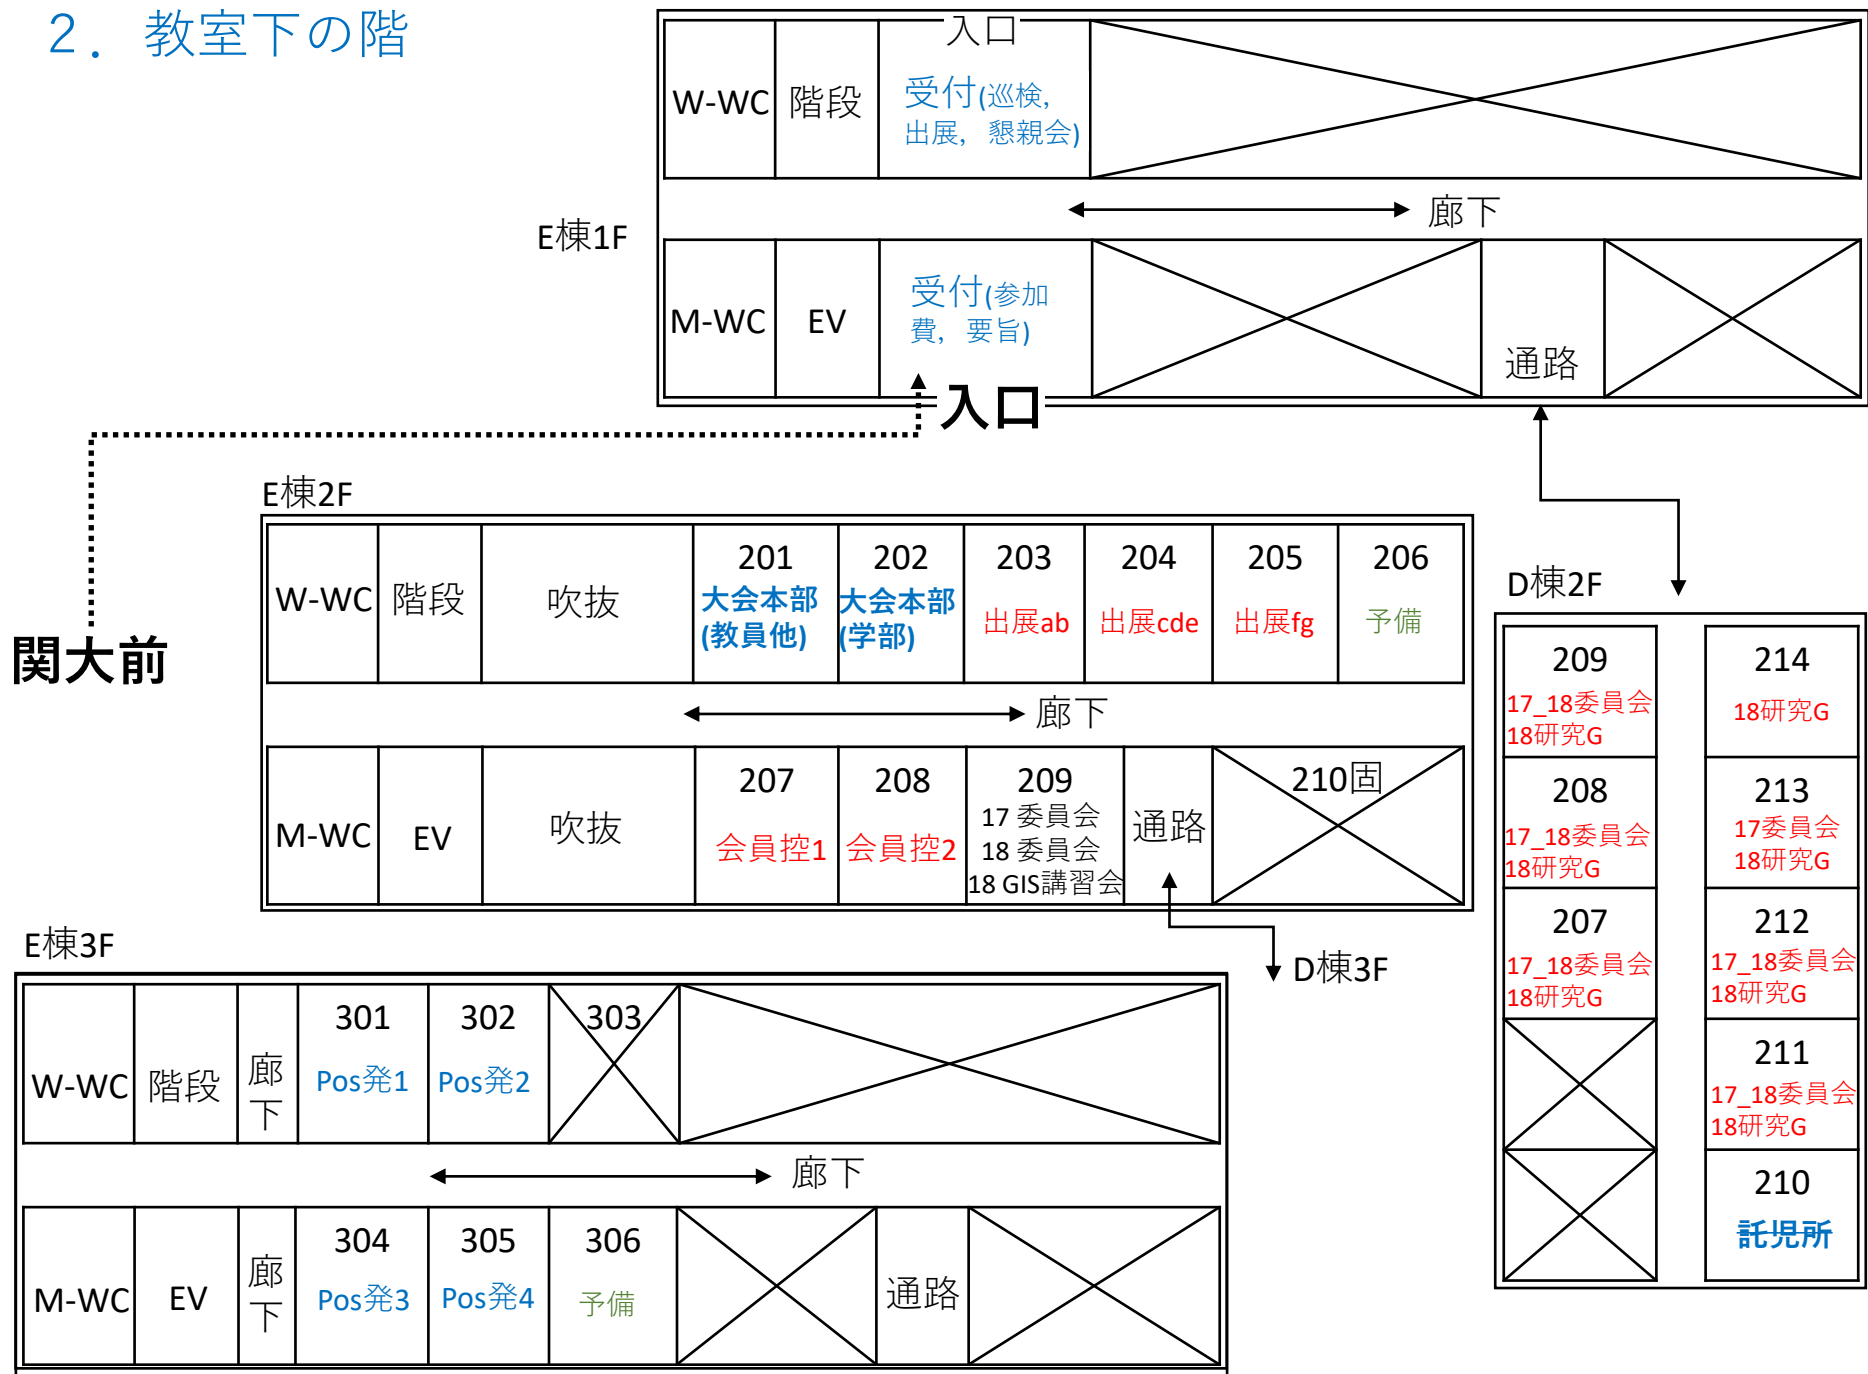 ２．教室下の階
入口
W-WC
階段
受付(巡検,
出展，懇親会)
廊下
E棟1F
M-WC
EV
受付(参加
費，要旨)
通路
入口
関大前
E棟2F
W-WC
階段
吹抜
201
大会本部
(教員他)
202
大会本部
(学部)
203
出展ab
204
出展cde
205
出展fg
206
予備
廊下
M-WC
EV
吹抜
207
会員控1
208
会員控2
209
17 委員会
18 委員会
18 GIS講習会
通路
210固
D棟3F
D棟2F
209
17_18委員会
18研究G
214
18研究G
208
17_18委員会
18研究G
213
17委員会
18研究G
207
17_18委員会
18研究G
212
17_18委員会
18研究G
211
17_18委員会
18研究G
210
託児所
E棟3F
W-WC
階段
廊
下
301
Pos発1
302
Pos発2
303
廊下
M-WC
EV
廊
下
304
Pos発3
305
Pos発4
306
予備
通路